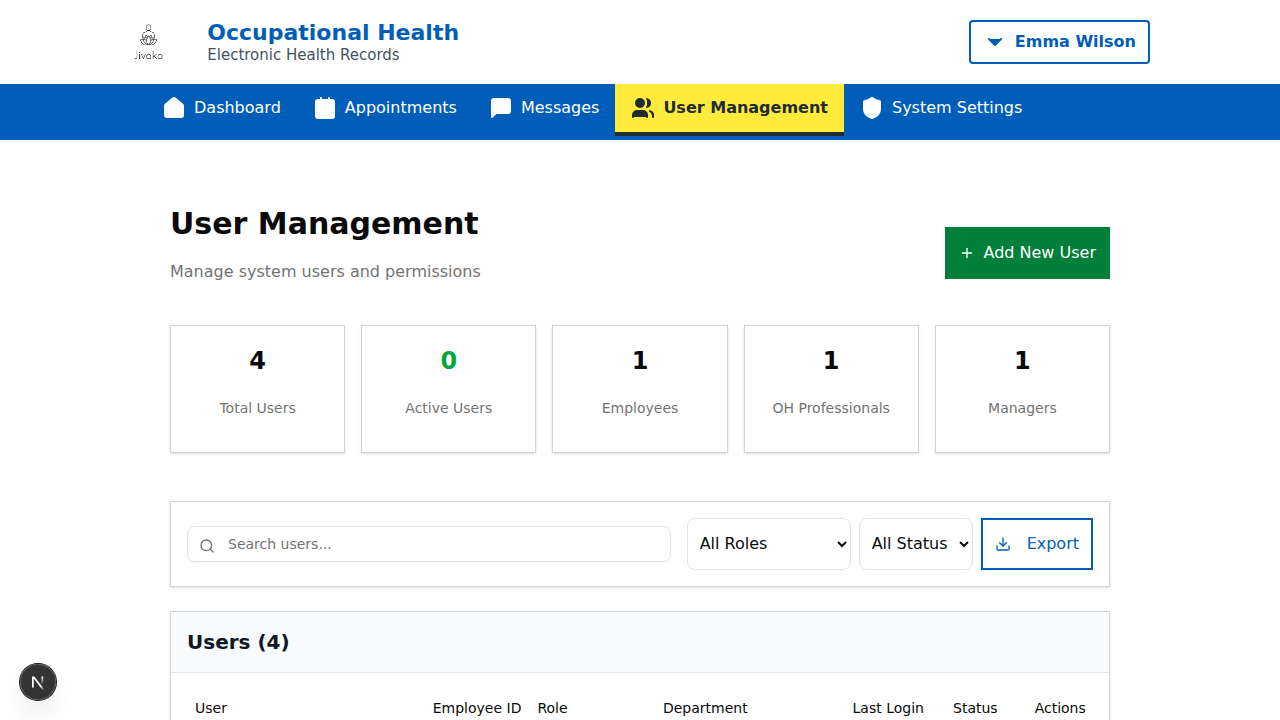 Jivaka
Occupational Health
Electronic Health Records
Emma Wilson
Dashboard
Appointments
Messages
User Management
System Settings
User Management
Manage system users and permissions
Add New User
4
Total Users
0
Active Users
1
Employees
1
OH Professionals
1
Managers
Search users...
All Roles
All Status
Export
Users (4)
User
Employee ID
Role
Department
Last Login
Status
Actions
N